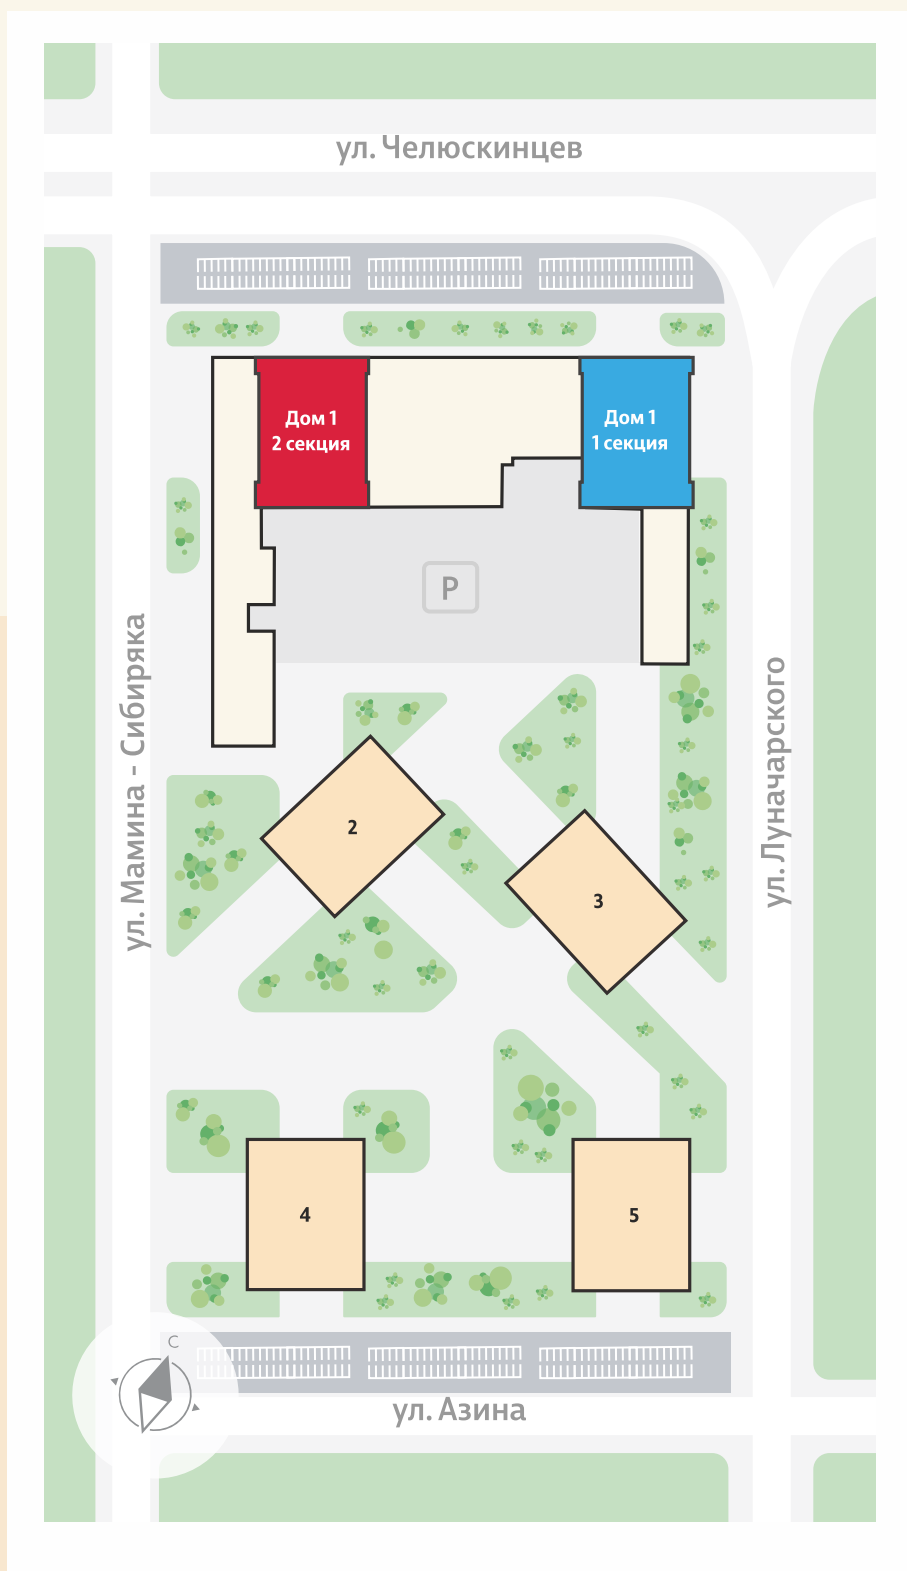 ул. Челюскинцев
Дом 1
2 секция
Дом 1
1 секция
P
ул. Мамина - Сибиряка
ул. Луначарского
2
3
4
5
С
ул. Азина